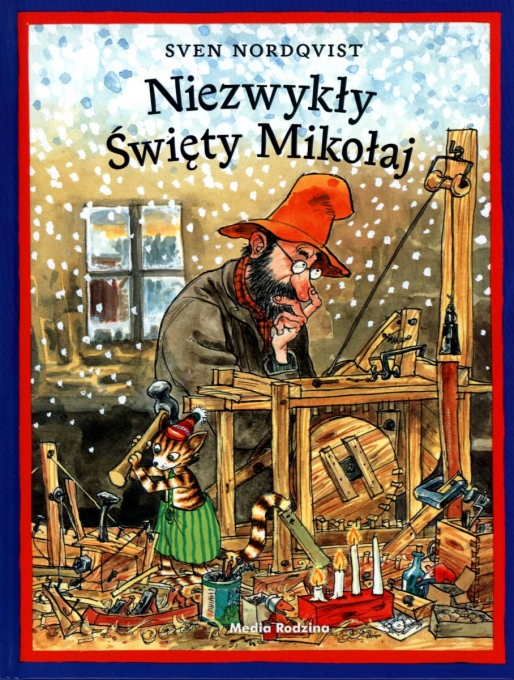 SVEN NORDQVIST
Niezwykły
Święty Mikołaj
Media Rodzina